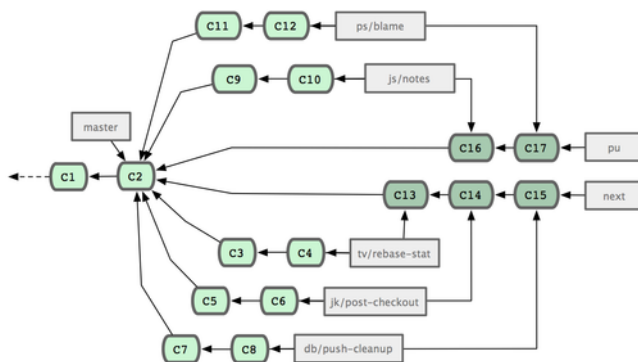 C11 C12 ps/blame
C9 C10 js/notes
master
C16 C17 pu
C1 C2
C13 C14 C15 next
C3 C4 tv/rebase-stat
C5 C6 jk/post-checkout
C7 C8 db/push-cleanup